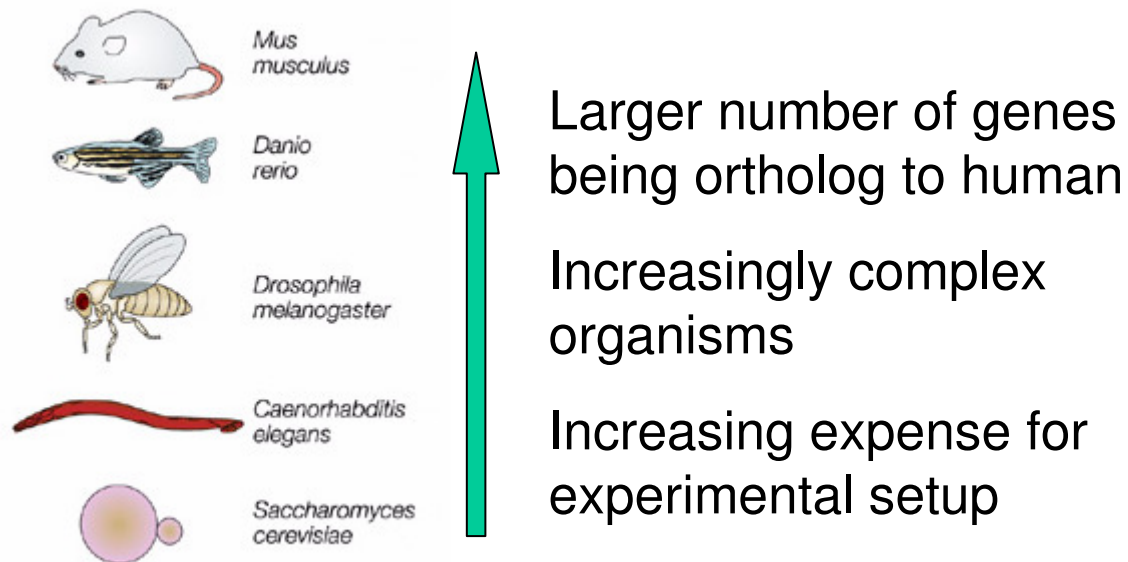 Mus
musculus
Danio
rerio
Drosophila
melanogaster
Caenorhabditis
elegans
Saccharomyces
cerevisiae
Larger number of genes
being ortholog to human
Increasingly complex
organisms
Increasing expense for
experimental setup